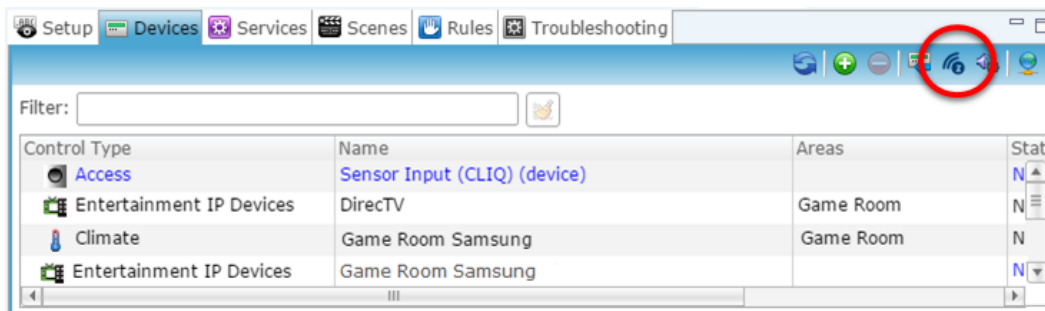 Setup Devices Services Scenes Rules Troubleshooting
Filter:
Control Type Name Areas Stat
Access Sensor Input (CLIQ) (device) N
Entertainment IP Devices DirecTV Game Room N
Climate Game Room Samsung Game Room N
Entertainment IP Devices Game Room Samsung N